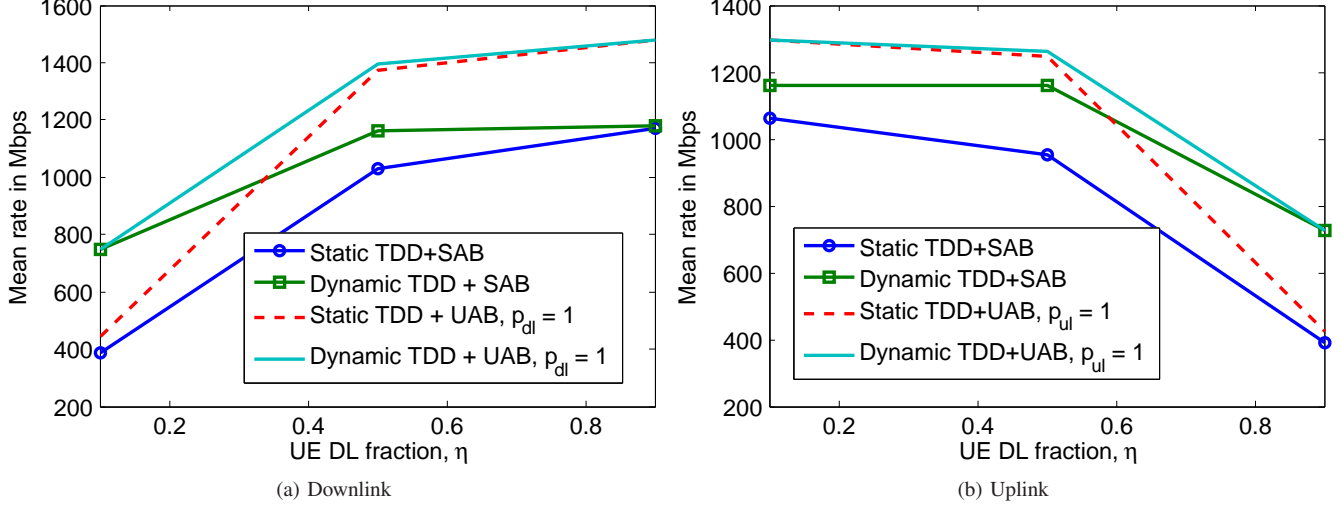 1600
1400
1200
1000
800
600
400
200
Mean rate in Mbps
0.2 0.4 0.6 0.8
UE DL fraction, η
Static TDD+SAB
Dynamic TDD + SAB
Static TDD + UAB, p_dl = 1
Dynamic TDD + UAB, p_dl = 1
(a) Downlink
1400
1200
1000
800
600
400
200
Mean rate in Mbps
0.2 0.4 0.6 0.8
UE DL fraction, η
Static TDD+SAB
Dynamic TDD+SAB
Static TDD+UAB, p_ul = 1
Dynamic TDD+UAB, p_ul = 1
(b) Uplink